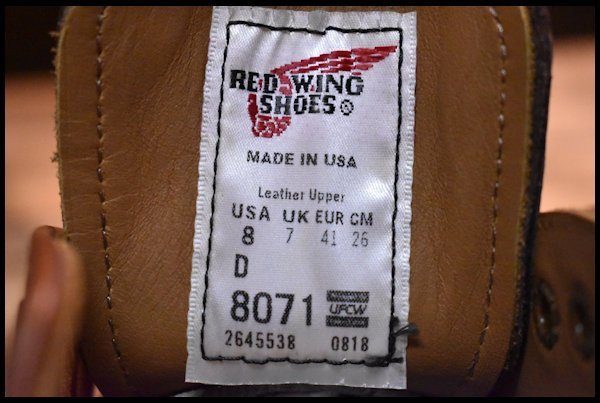 RED WING
SHOES®
MADE IN USA
Leather Upper
USA UK EUR CM
8 7 41 26
D
8071 UFCW
2645538 0818